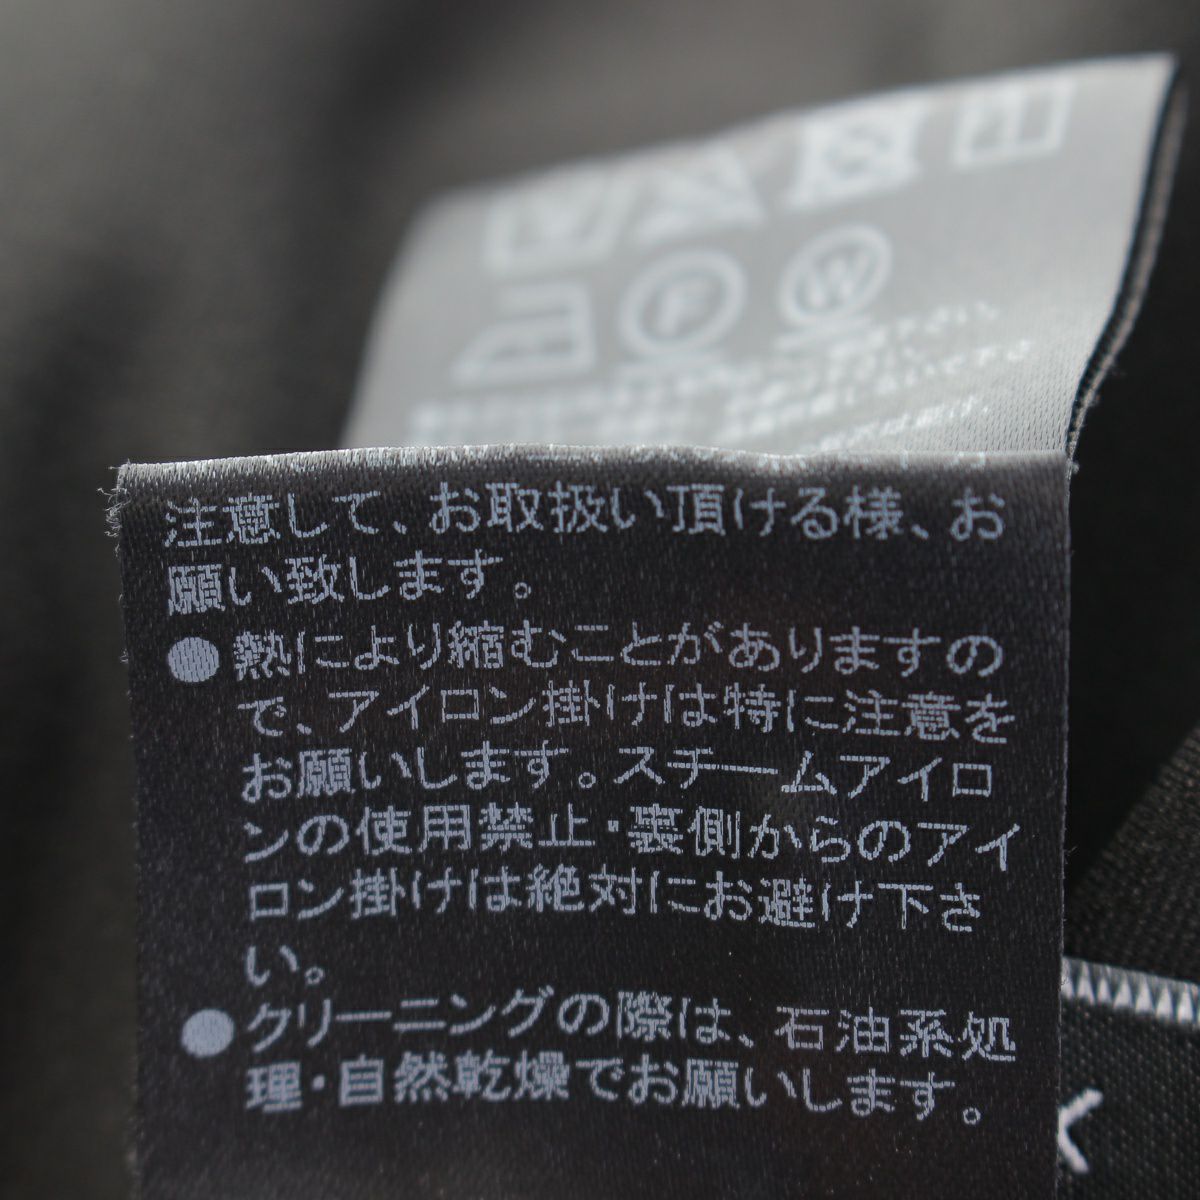 F
W
注意して、お取扱い頂ける様、お
願い致します。
●熱により縮むことがありますの
で、アイロン掛けは特に注意を
お願いします。スチームアイロ
ンの使用禁止・裏側からのアイ
ロン掛けは絶対にお避け下さ
い。
●クリーニングの際は、石油系処
理・自然乾燥でお願いします。
K